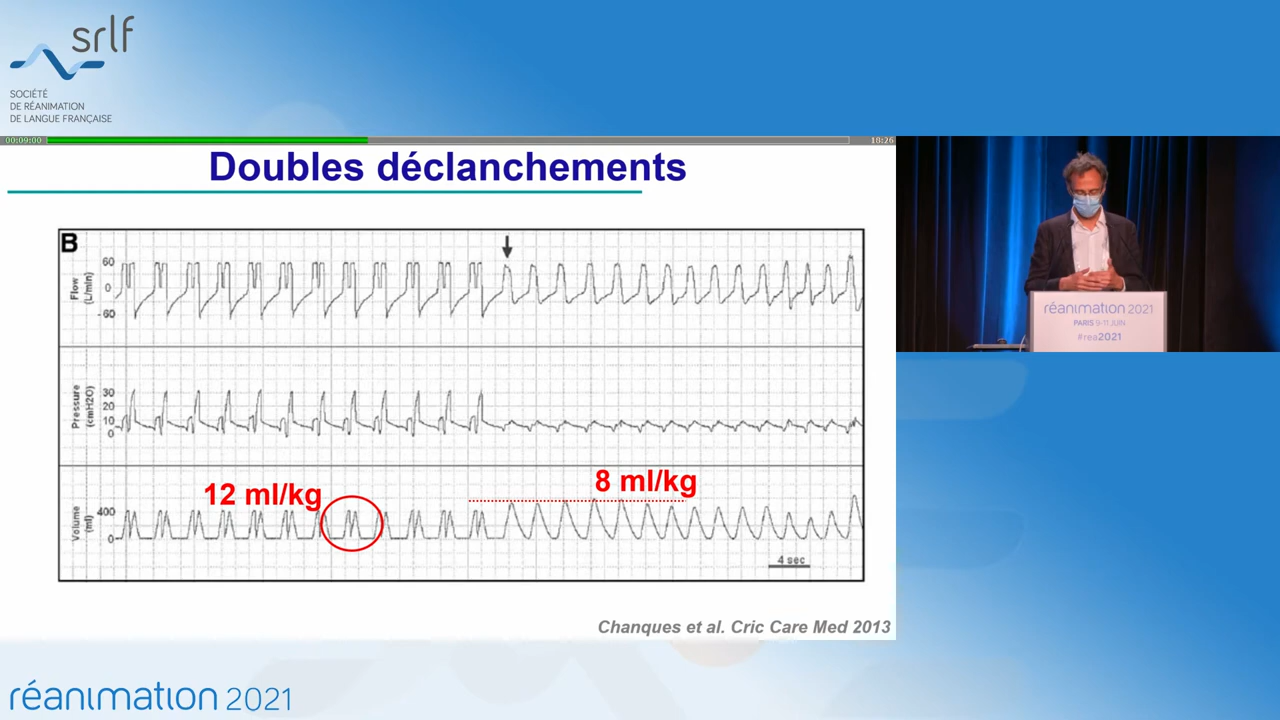 srlf
SOCIÉTÉ
DE RÉANIMATION
DE LANGUE FRANÇAISE
00:09:00
18:26
Doubles déclanchements
B
Flow
(L/min)
60
0
- 60
Pressure
(cmH2O)
30
20
10
0
Volume
(ml)
400
0
12 ml/kg
8 ml/kg
4 sec
Chanques et al. Cric Care Med 2013
réanimation 2021
PARIS 9-11 JUIN
#rea2021
réanimation 2021